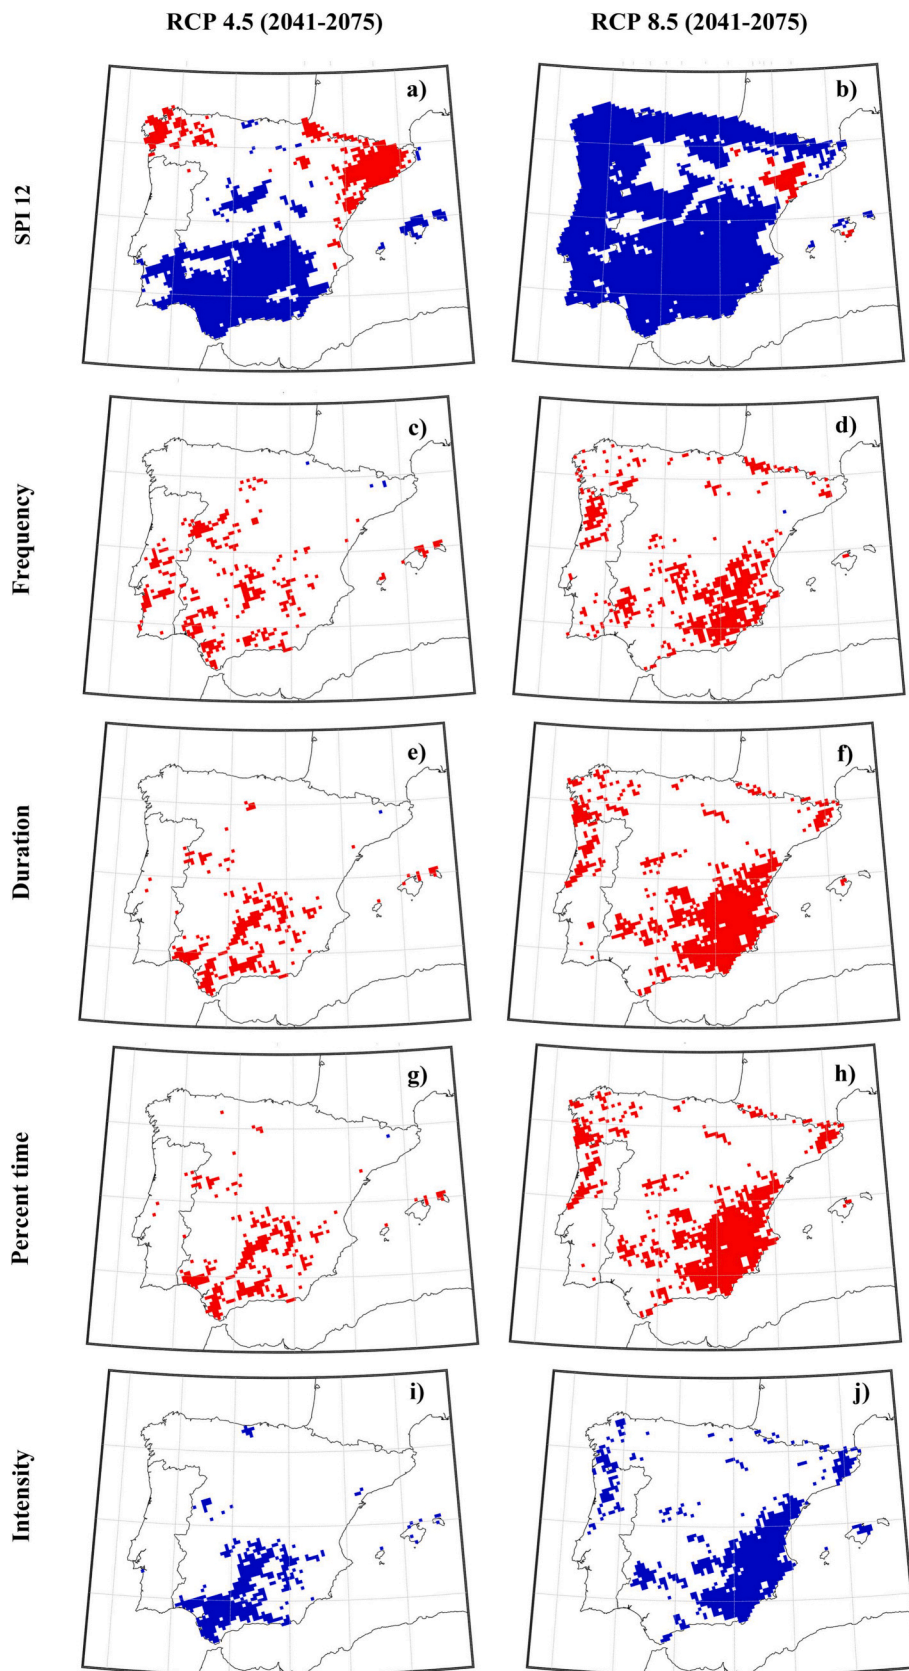 RCP 4.5 (2041-2075)
RCP 8.5 (2041-2075)
SPI 12
a)
b)
Frequency
c)
d)
Duration
e)
f)
Percent time
g)
h)
Intensity
i)
j)